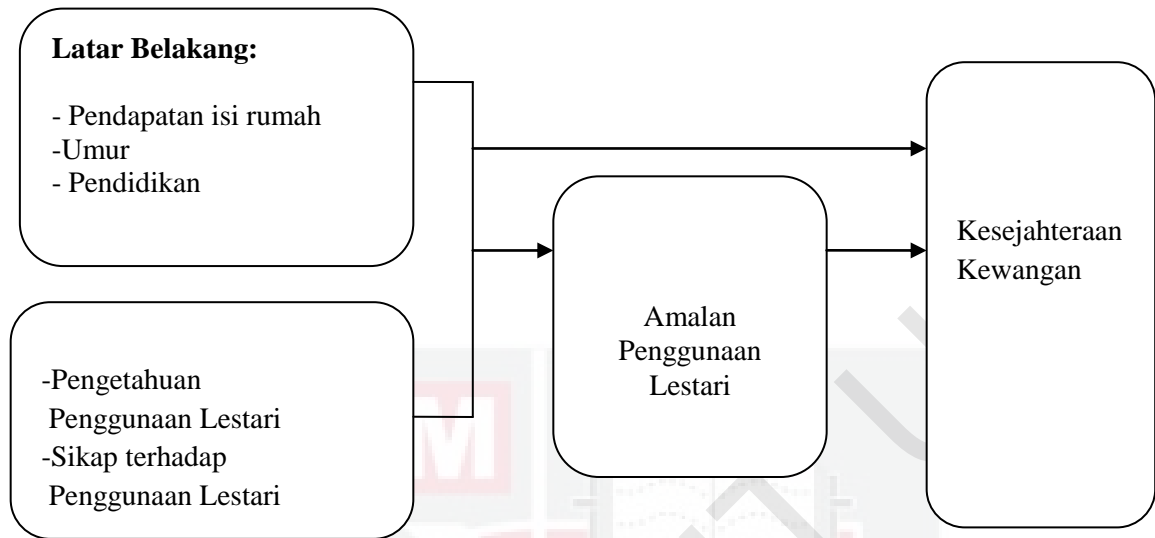 Latar Belakang:
- Pendapatan isi rumah
-Umur
- Pendidikan
-Pengetahuan
Penggunaan Lestari
-Sikap terhadap
Penggunaan Lestari
Amalan
Penggunaan
Lestari
Kesejahteraan
Kewangan